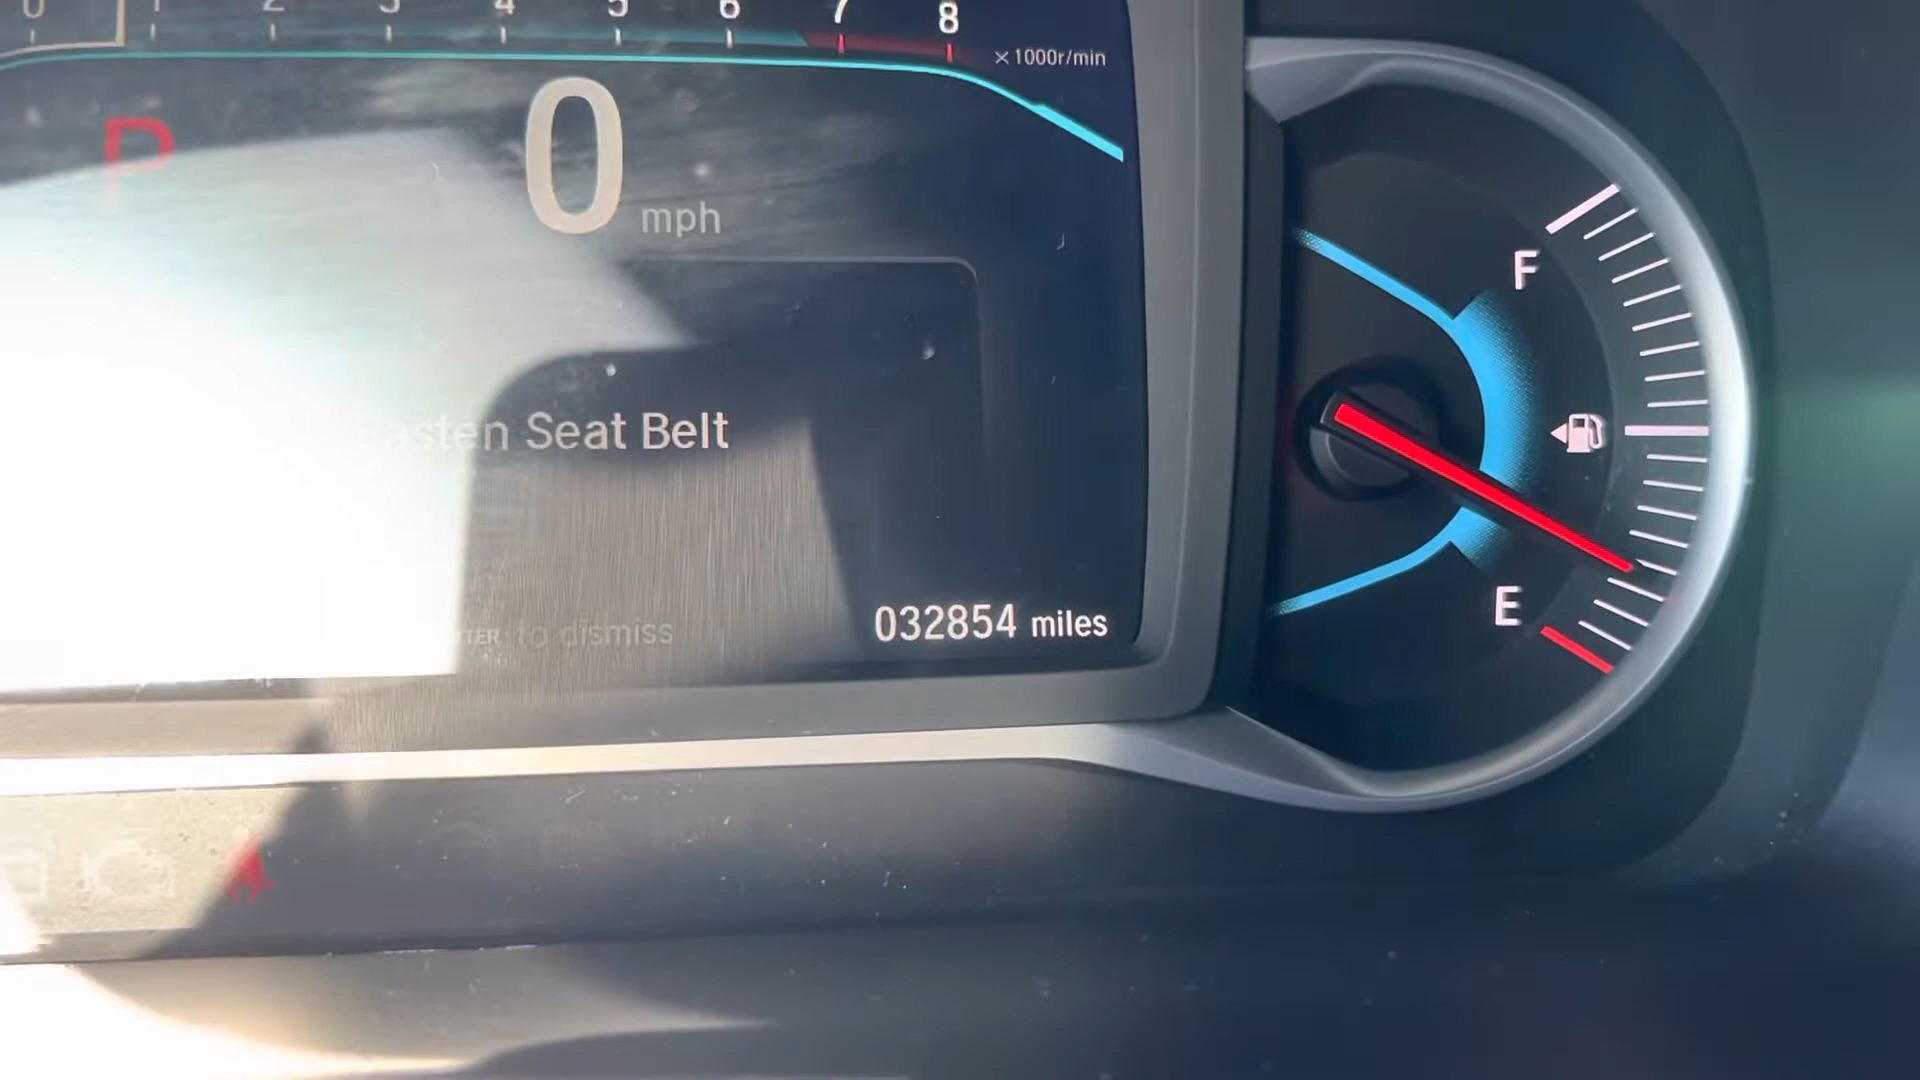 0 1 2 3 4 5 6 7 8
×1000r/min
P
0 mph
Fasten Seat Belt
to dismiss
032854 miles
F
E